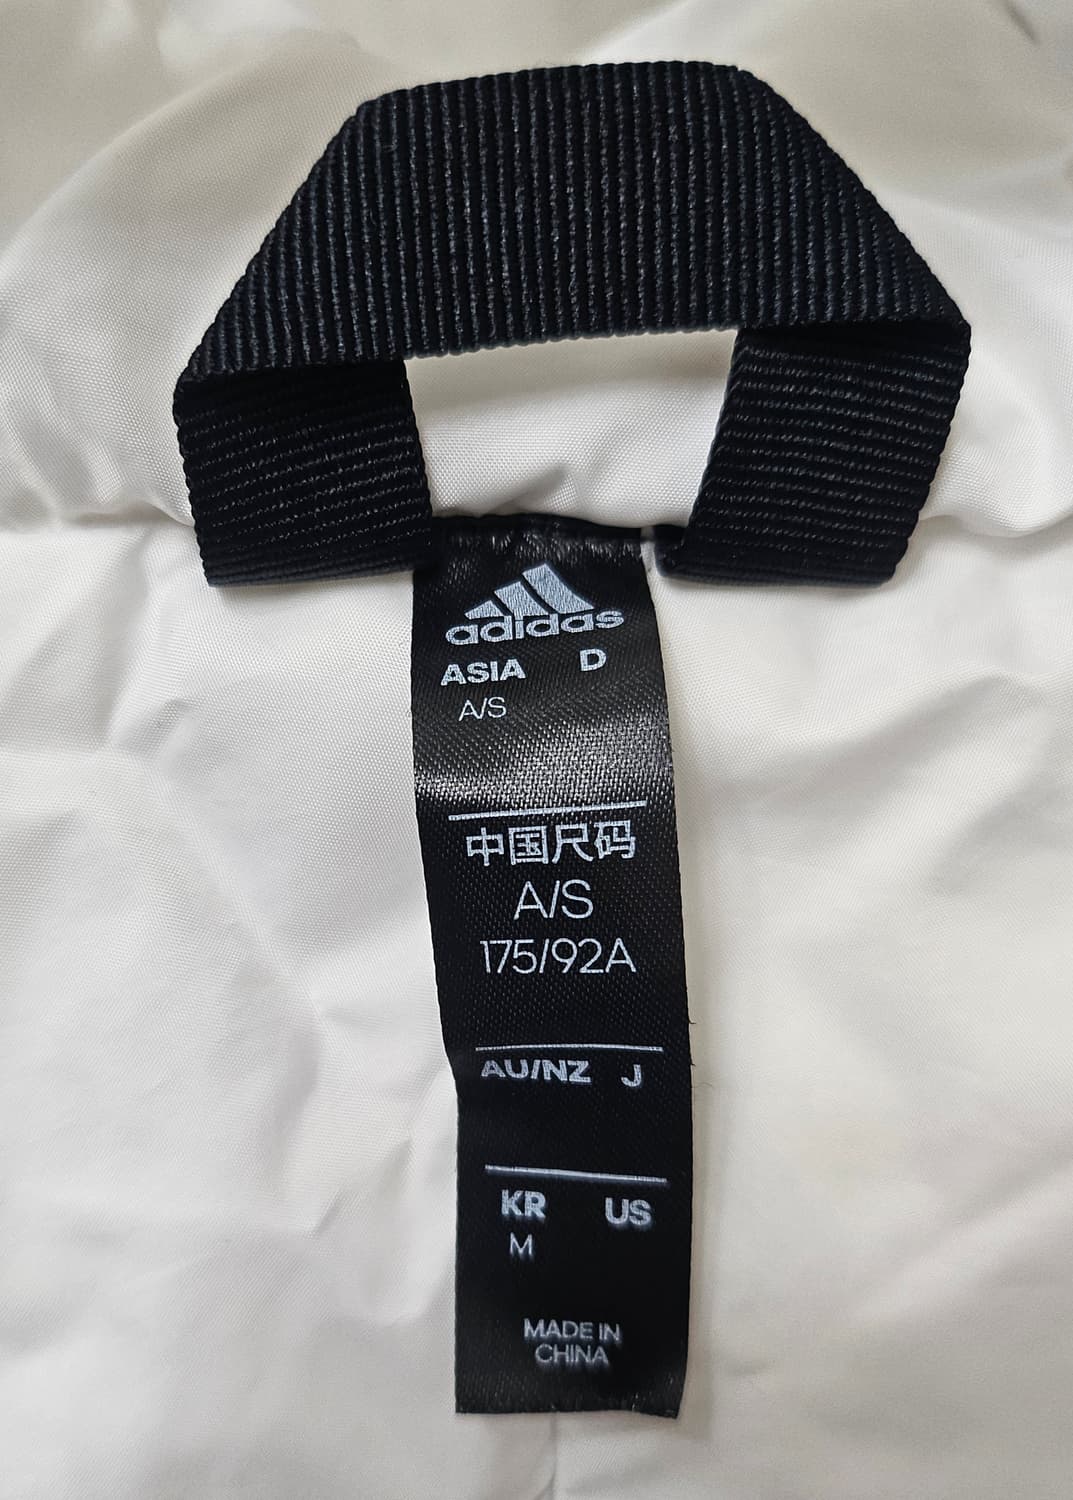 adidas
ASIA D
A/S
中国尺码
A/S
175/92A
AU/NZ J
KR US
M
MADE IN
CHINA